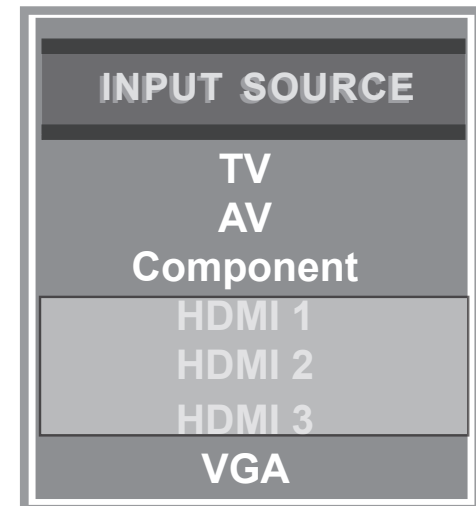 INPUT SOURCE
TV
AV
Component
HDMI 1
HDMI 2
HDMI 3
VGA